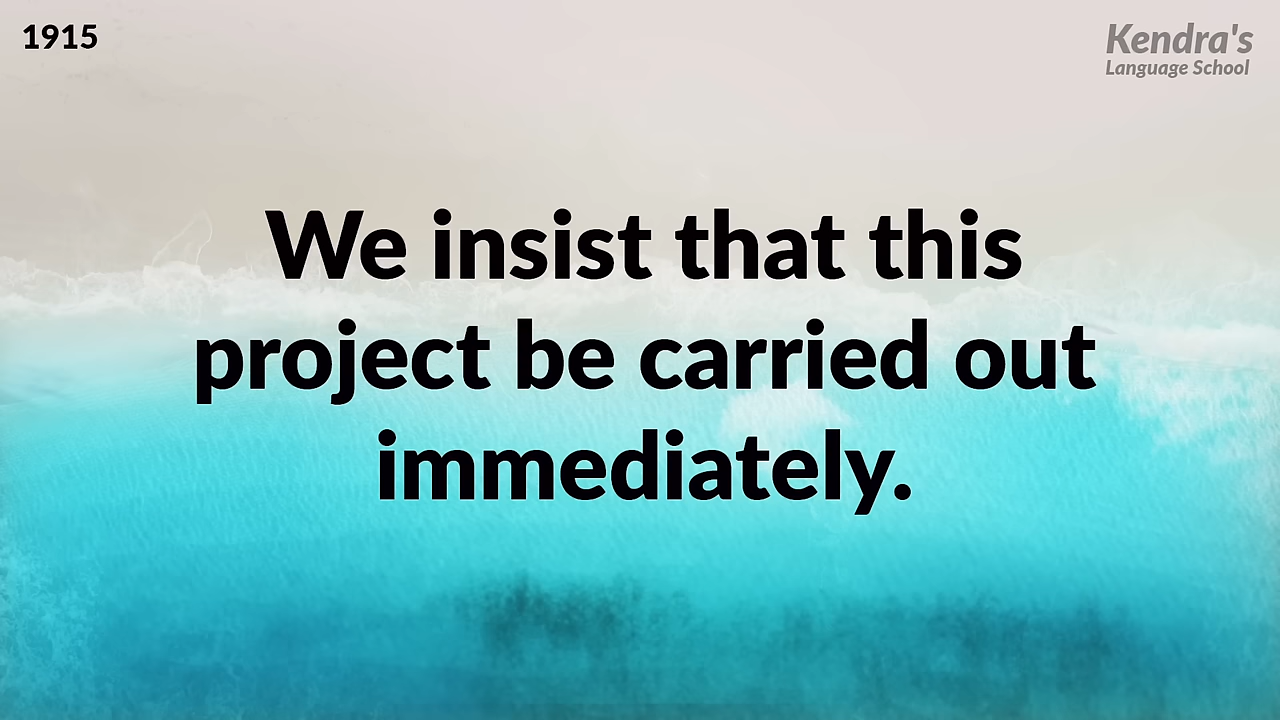 1915
Kendra's
Language School
We insist that this
project be carried out
immediately.